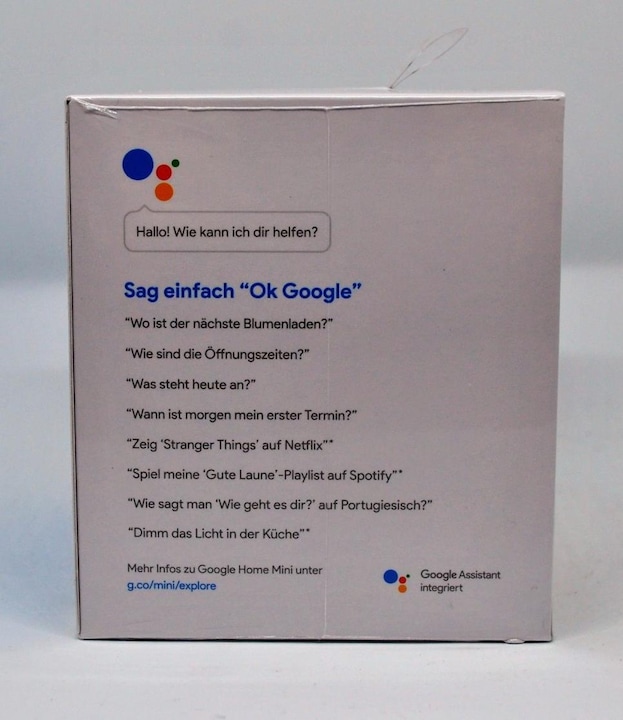 Hallo! Wie kann ich dir helfen?
Sag einfach “Ok Google”
“Wo ist der nächste Blumenladen?”
“Wie sind die Öffnungszeiten?”
“Was steht heute an?”
“Wann ist morgen mein erster Termin?”
“Zeig ‘Stranger Things’ auf Netflix”*
“Spiel meine ‘Gute Laune’-Playlist auf Spotify”*
“Wie sagt man ‘Wie geht es dir?’ auf Portugiesisch?”
“Dimm das Licht in der Küche”*
Mehr Infos zu Google Home Mini unter
g.co/mini/explore
Google Assistant
integriert